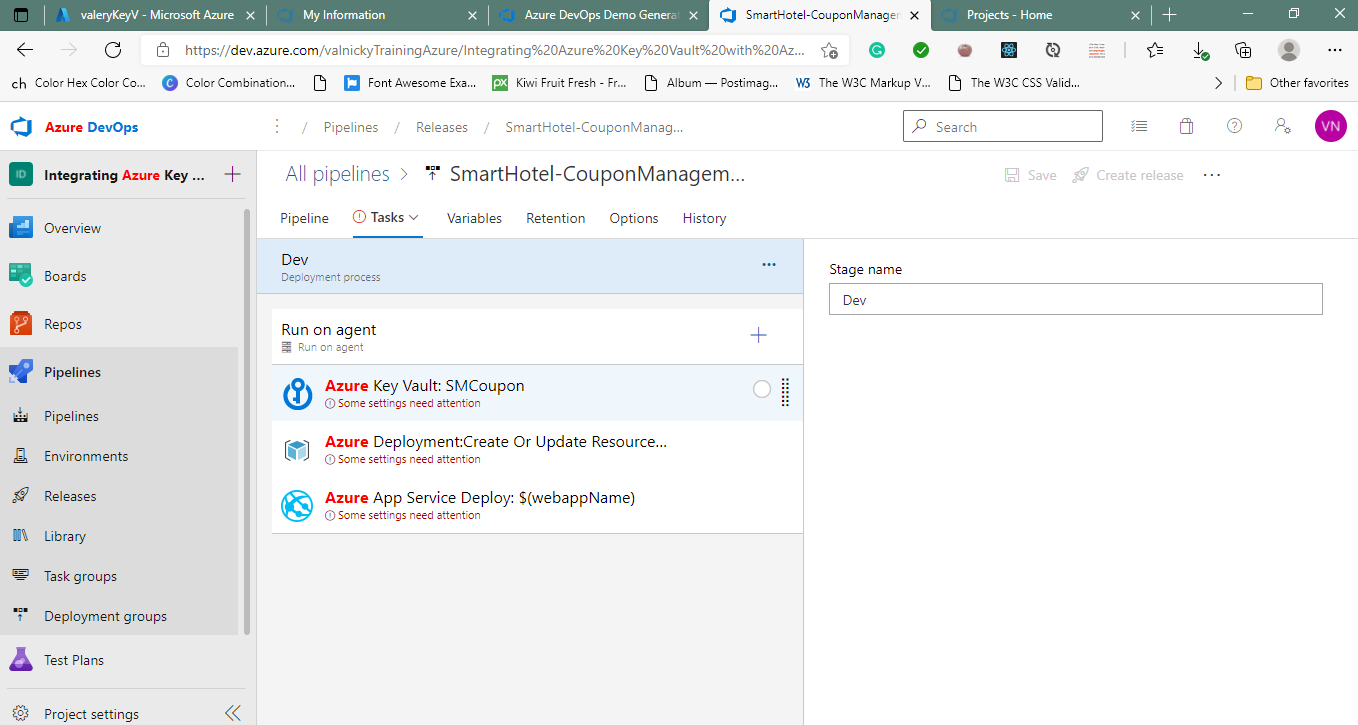 valeryKeyV - Microsoft Azure
My Information
Azure DevOps Demo Genera
SmartHotel-CouponManagen
Projects - Home
https://dev.azure.com/valnickyTrainingAzure/Integrating%20Azure%20Key%20Vault%20with%20Az...
ch Color Hex Color Co...
C Color Combination...
Font Awesome Exa...
px Kiwi Fruit Fresh - Fr...
Album — Postimag...
W3 The W3C Markup V...
The W3C CSS Valid...
Other favorites
Azure DevOps
/ Pipelines / Releases / SmartHotel-CouponManag...
Search
VN
ID Integrating Azure Key ...
Overview
Boards
Repos
Pipelines
Pipelines
Environments
Releases
Library
Task groups
Deployment groups
Test Plans
Project settings
All pipelines > SmartHotel-CouponManagem...
Save
Create release
Pipeline
Tasks
Variables
Retention
Options
History
Dev
Deployment process
Run on agent
Run on agent
Azure Key Vault: SMCoupon
Some settings need attention
Azure Deployment:Create Or Update Resource...
Some settings need attention
Azure App Service Deploy: $(webappName)
Some settings need attention
Stage name
Dev